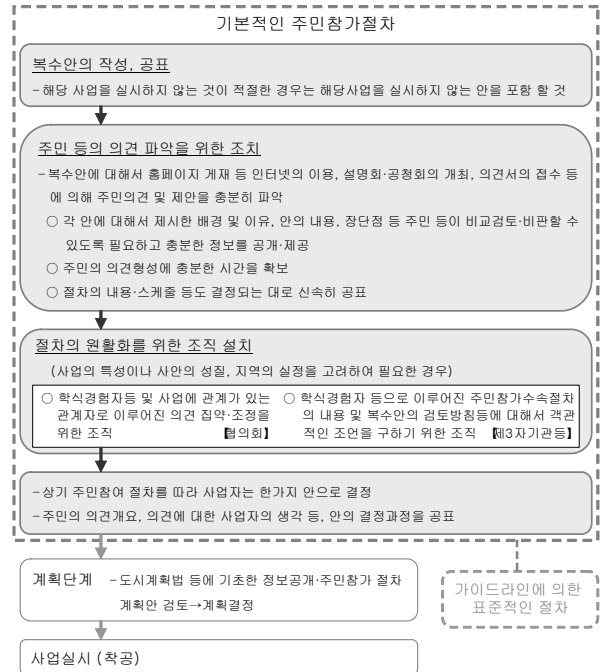 기본적인 주민참가절차
복수안의 작성, 공표
－해당 사업을 실시하지 않는 것이 적절한 경우는 해당사업을 실시하지 않는 안을 포함 할 것
주민 등의 의견 파악을 위한 조치
－복수안에 대해서 홈페이지 게재 등 인터넷의 이용, 설명회·공청회의 개최, 의견서의 접수 등
에 의해 주민의견 및 제안을 충분히 파악
○ 각 안에 대해서 제시한 배경 및 이유, 안의 내용, 장단점 등 주민 등이 비교검토·비판할 수
있도록 필요하고 충분한 정보를 공개·제공
○ 주민의 의견형성에 충분한 시간을 확보
○ 절차의 내용·스케줄 등도 결정되는 대로 신속히 공표
절차의 원활화를 위한 조직 설치
(사업의 특성이나 사안의 성질, 지역의 실정을 고려하여 필요한 경우)
○ 학식경험자등 및 사업에 관계가 있는
관계자로 이루어진 의견 집약·조정을
위한 조직 【협의회】
○ 학식경험자 등으로 이루어진 주민참가수속절차
의 내용 및 복수안의 검토방침등에 대해서 객관
적인 조언을 구하기 위한 조직 【제3자기관등】
－상기 주민참여 절차를 따라 사업자는 한가지 안으로 결정
－주민의 의견개요, 의견에 대한 사업자의 생각 등, 안의 결정과정을 공표
계획단계 －도시계획법 등에 기초한 정보공개·주민참가 절차
계획안 검토→계획결정
가이드라인에 의한
표준적인 절차
사업실시 (착공)